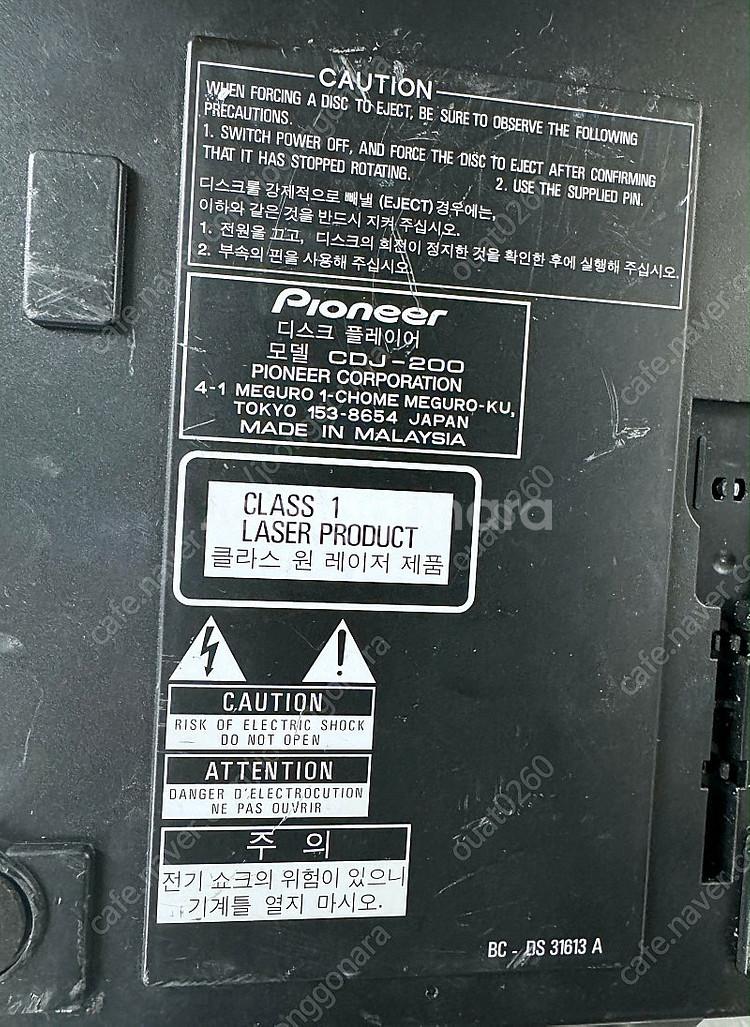 CAUTION
WHEN FORCING A DISC TO EJECT, BE SURE TO OBSERVE THE FOLLOWING
PRECAUTIONS.
1. SWITCH POWER OFF, AND FORCE THE DISC TO EJECT AFTER CONFIRMING
THAT IT HAS STOPPED ROTATING. 2. USE THE SUPPLIED PIN.
디스크를 강제적으로 빼낼 (EJECT)경우에는,
이하와 같은 것을 반드시 지켜 주십시오.
1. 전원을 끄고, 디스크의 회전이 정지한 것을 확인한 후에 실행해 주십시오.
2. 부속의 핀을 사용해 주십시오.
Pioneer
디스크 플레이어
모델 CDJ-200
PIONEER CORPORATION
4-1 MEGURO 1-CHOME MEGURO-KU,
TOKYO 153-8654 JAPAN
MADE IN MALAYSIA
CLASS 1
LASER PRODUCT
클라스 원 레이저 제품
CAUTION
RISK OF ELECTRIC SHOCK
DO NOT OPEN
ATTENTION
DANGER D'ELECTROCUTION
NE PAS OUVRIR
주 의
전기 쇼크의 위험이 있으니
기계틀 열지 마시오.
BC - DS 31613 A
cafe.naver.co
ouat0260
joonggonara